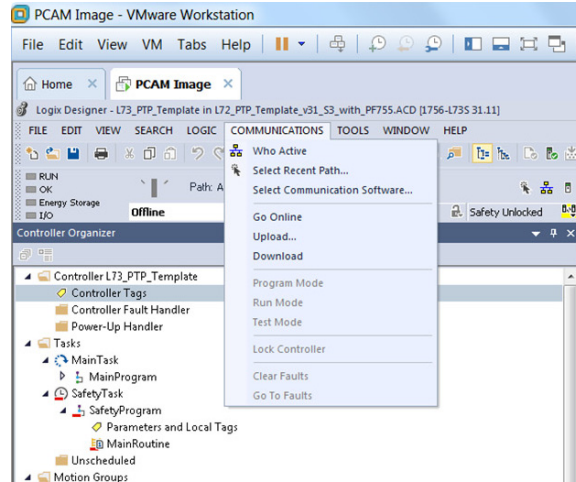 PCAM Image - VMware Workstation
File Edit View VM Tabs Help
Home PCAM Image
Logix Designer - L73_PTP_Template in L72_PTP_Template_v31_S3_with_PF755.ACD [1756-L73S 31.11]
FILE EDIT VIEW SEARCH LOGIC COMMUNICATIONS TOOLS WINDOW HELP
Who Active
Select Recent Path...
Select Communication Software...
Go Online
Upload...
Download
Program Mode
Run Mode
Test Mode
Lock Controller
Clear Faults
Go To Faults
RUN
OK
Energy Storage
I/O
Path: A
Offline
Safety Unlocked
Controller Organizer
Controller L73_PTP_Template
Controller Tags
Controller Fault Handler
Power-Up Handler
Tasks
MainTask
MainProgram
SafetyTask
SafetyProgram
Parameters and Local Tags
MainRoutine
Unscheduled
Motion Groups